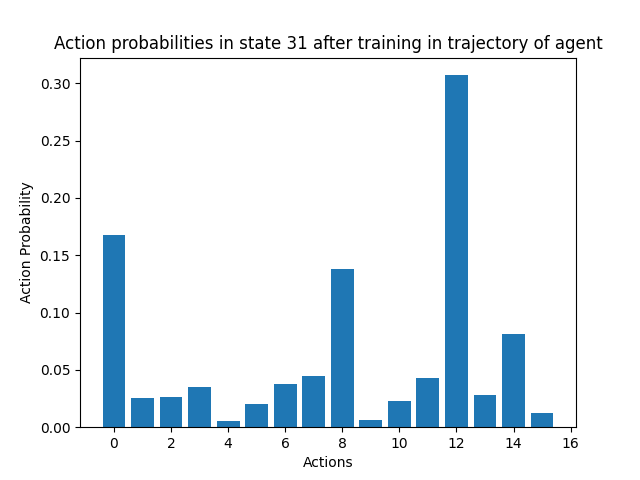 Action probabilities in state 31 after training in trajectory of agent
0.30
0.25
0.20
0.15
0.10
0.05
0.00
Action Probability
0 2 4 6 8 10 12 14 16
Actions